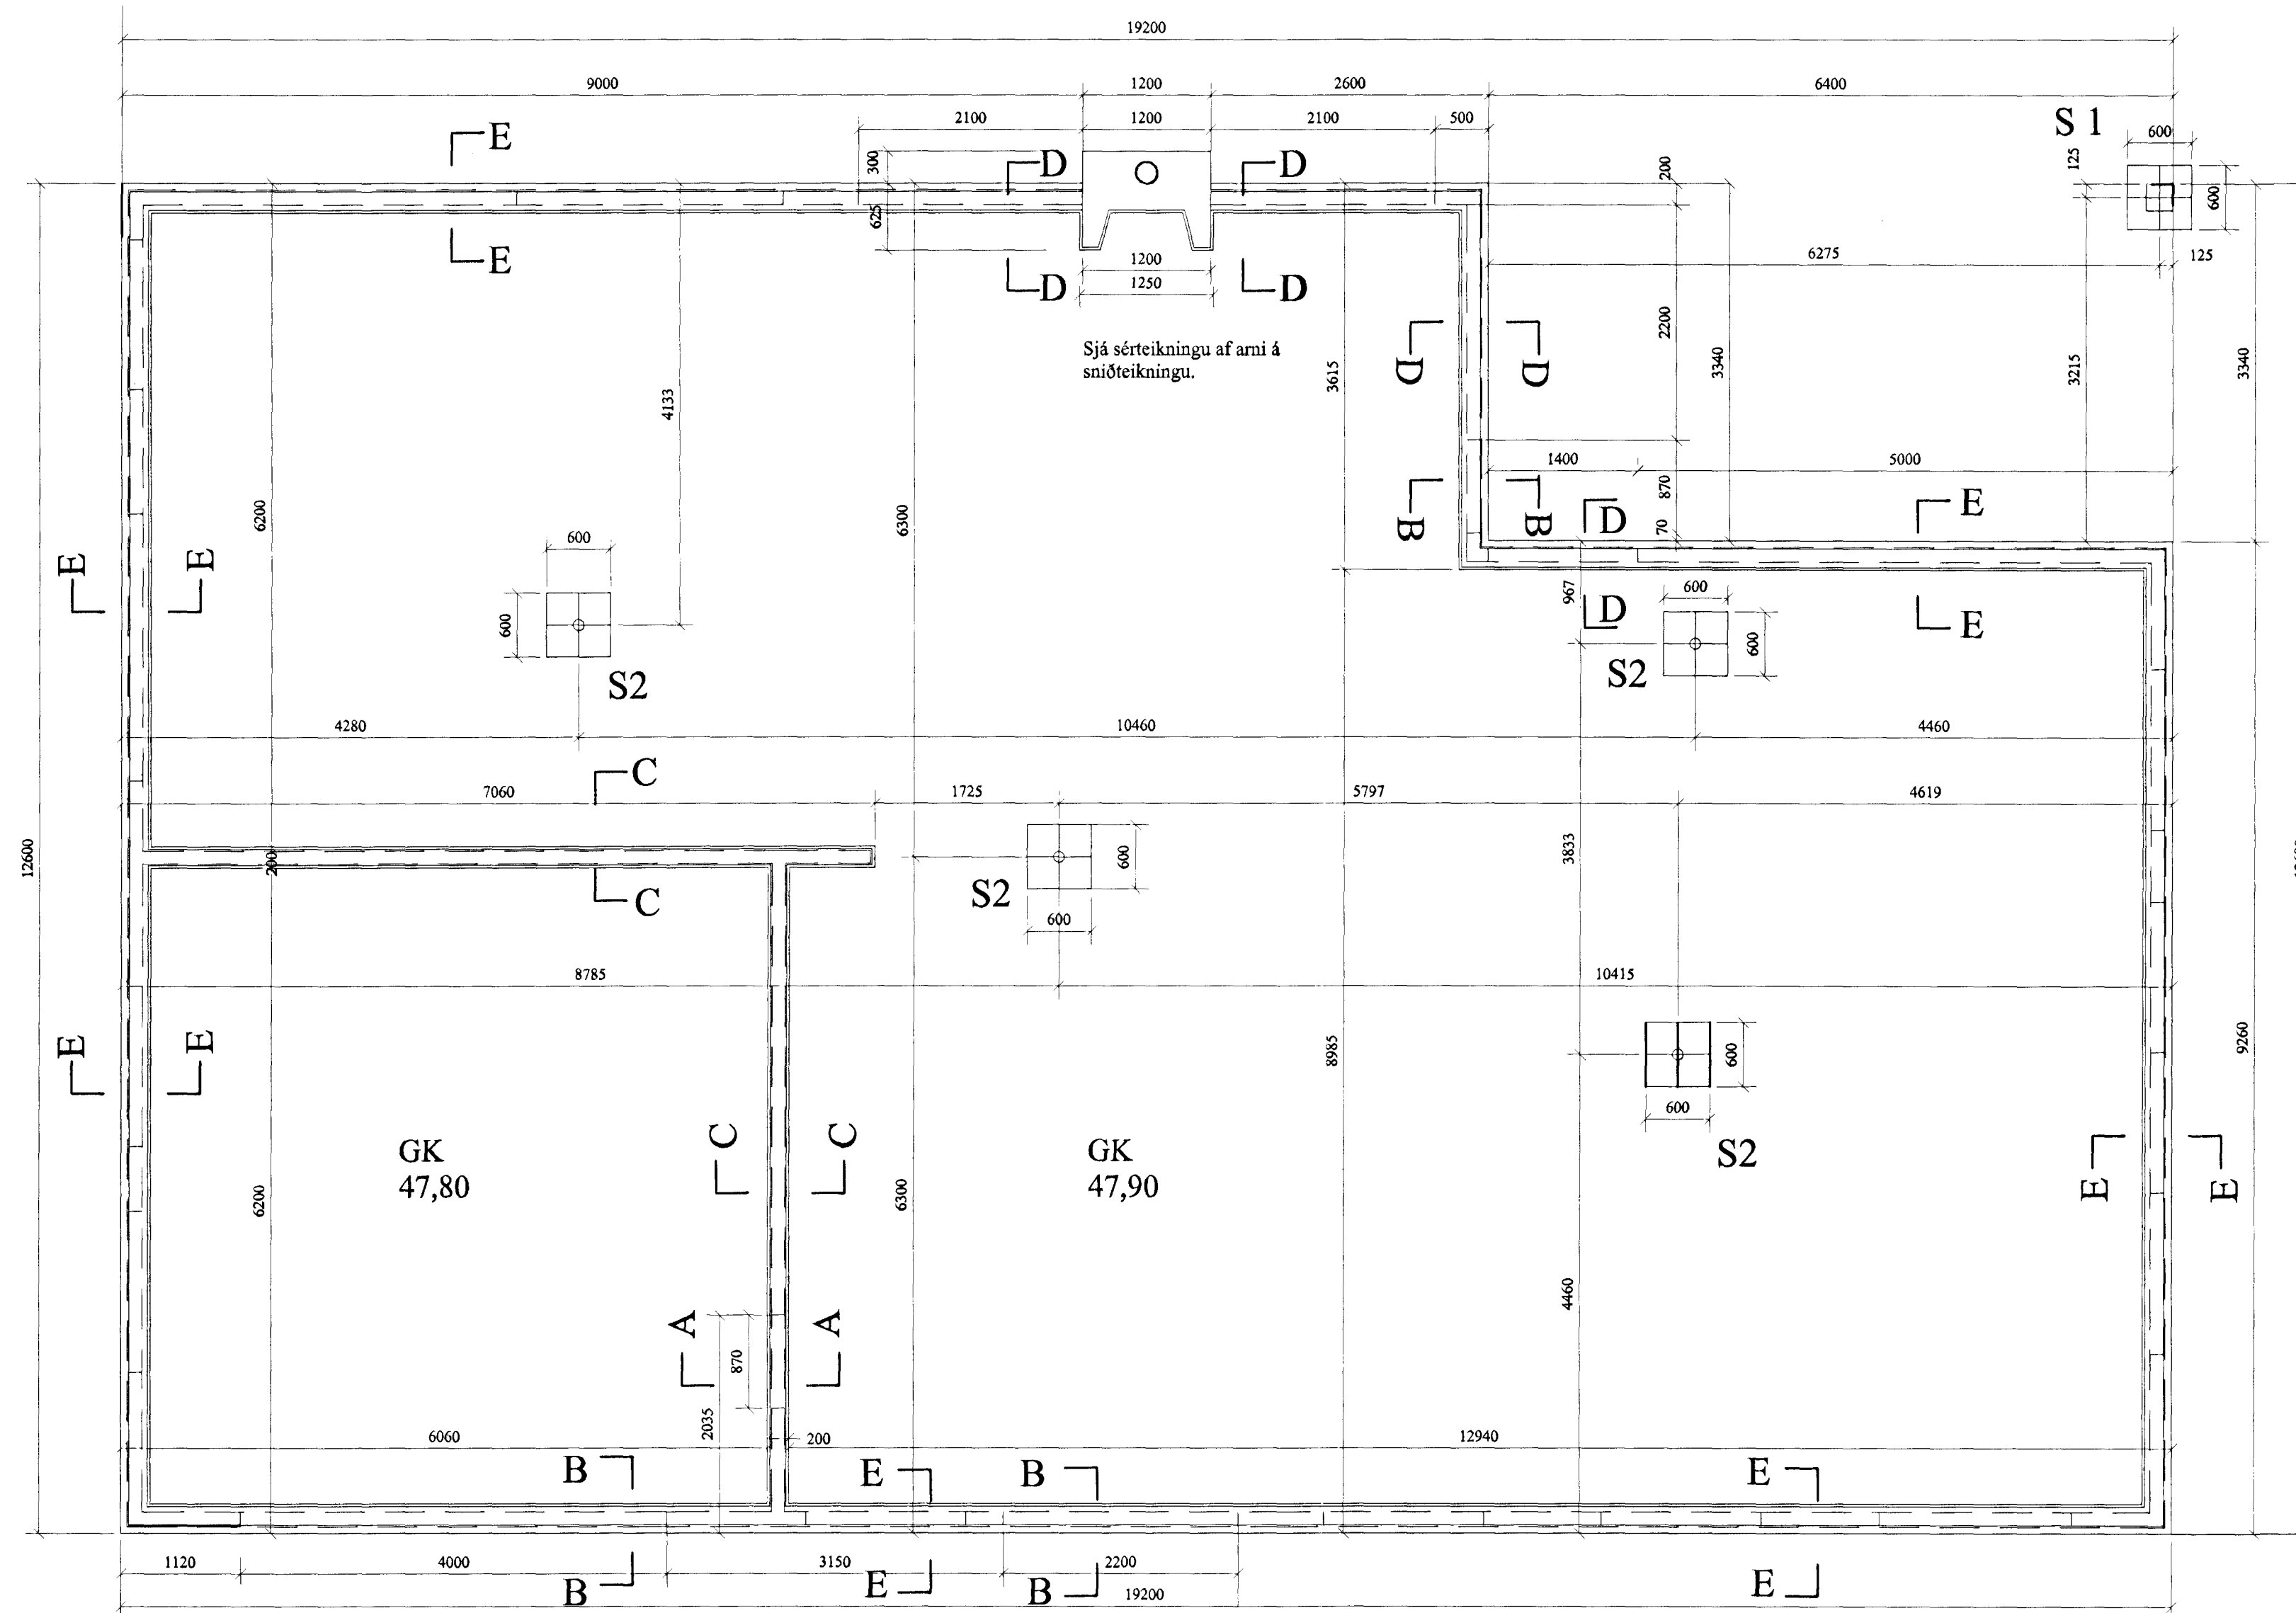 19200
9000
1200
2600
6400
2100
1200
2100
500
S 1
600
E
D
D
300
625
200
125
600
E
D
D
1200
1250
6275
125
Sjá sérteikningu af arni á
sniðteikningu.
4133
3615
D
D
2200
3340
3215
3340
6200
6300
1400
5000
870
70
B
B
D
E
E
E
600
600
S2
967
D
E
600
600
S2
4280
10460
4460
C
7060
1725
5797
4619
12600
200
C
600
S2
600
3833
8785
10415
E
E
8985
600
600
S2
9260
C
C
GK
47,80
GK
47,90
6200
6300
E
E
4460
A
A
870
2035
6060
200
12940
B
E
B
E
1120
4000
3150
2200
B
E
B
E
19200